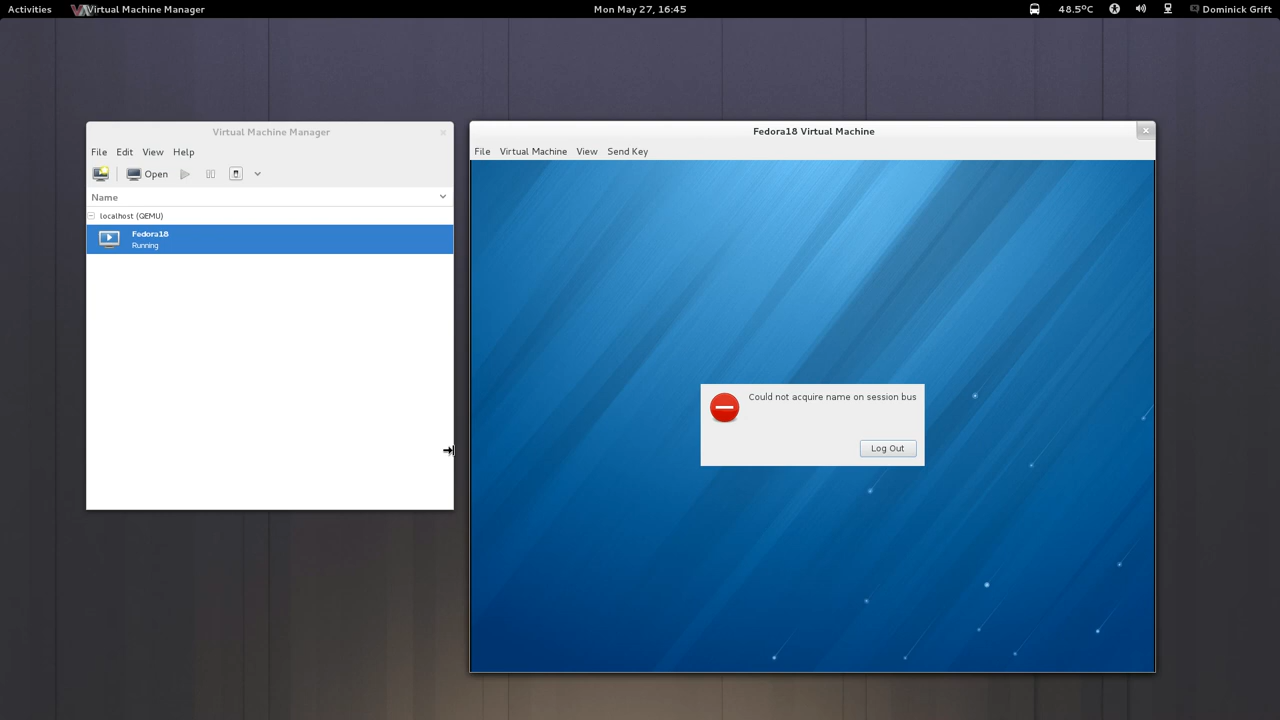 Activities Virtual Machine Manager Mon May 27, 16:45 48.5ºC Dominick Grift
Virtual Machine Manager
File Edit View Help
Open
Name
localhost (QEMU)
Fedora18
Running
Fedora18 Virtual Machine
File Virtual Machine View Send Key
Could not acquire name on session bus
Log Out